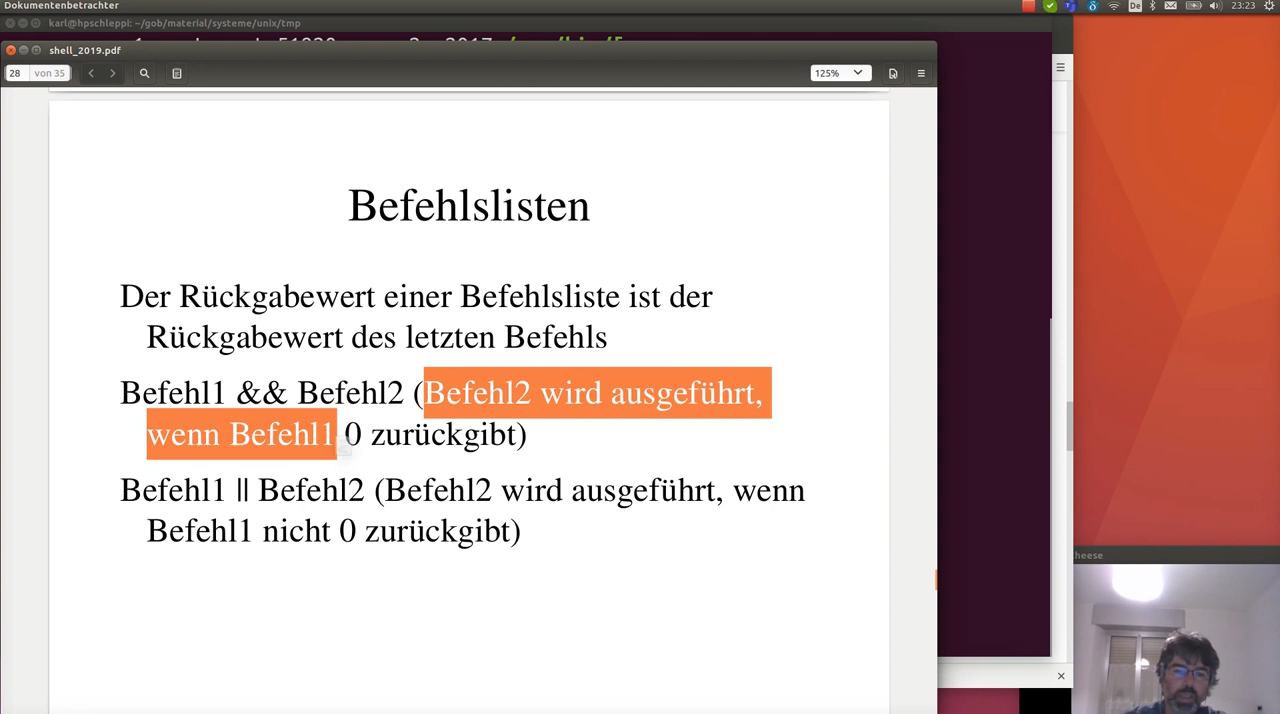 Dokumentenbetrachter
De
23:23
karl@hpschleppi: ~/gob/material/systeme/unix/tmp
shell_2019.pdf
28 von 35
125%
Befehlslisten
Der Rückgabewert einer Befehlsliste ist der
Rückgabewert des letzten Befehls
Befehl1 && Befehl2 (Befehl2 wird ausgeführt,
wenn Befehl1 0 zurückgibt)
Befehl1 || Befehl2 (Befehl2 wird ausgeführt, wenn
Befehl1 nicht 0 zurückgibt)
heese